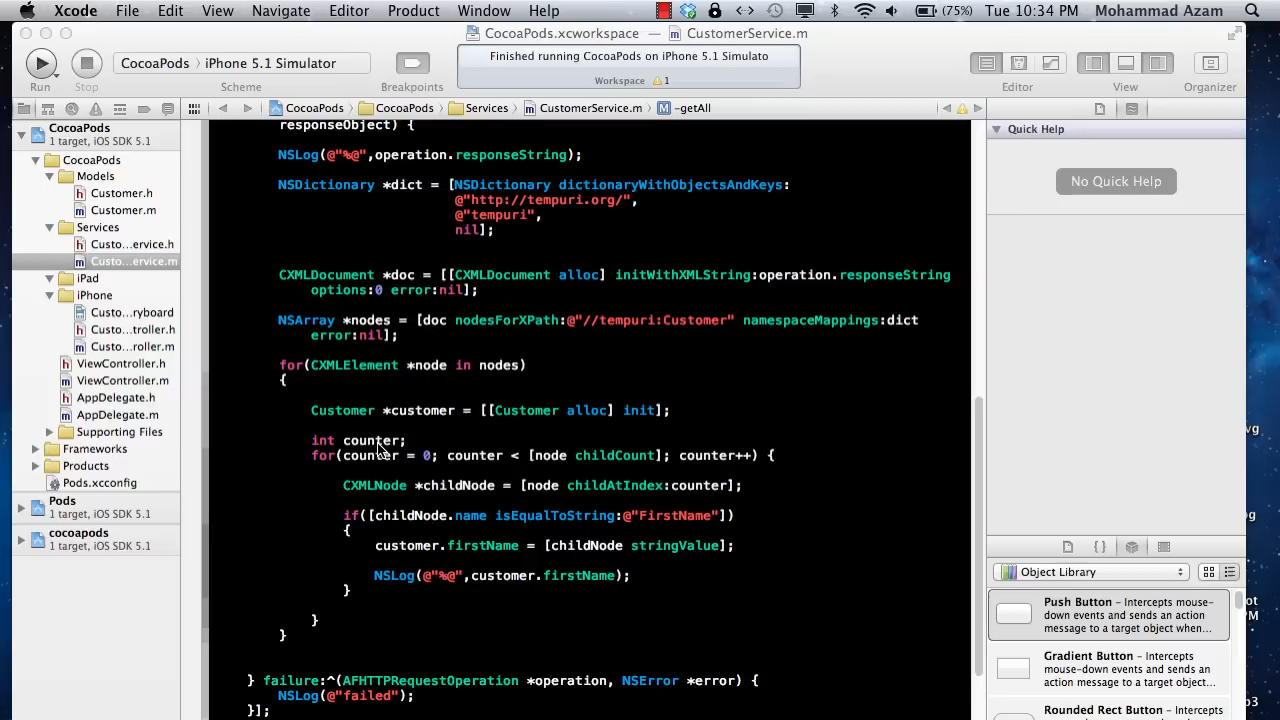 Xcode File Edit View Navigate Editor Product Window Help (75%) Tue 10:34 PM Mohammad Azam
CocoaPods.xcworkspace — CustomerService.m
CocoaPods iPhone 5.1 Simulator
Finished running CocoaPods on iPhone 5.1 Simulato
Workspace 1
Run Stop Scheme Breakpoints Editor View Organizer
CocoaPods CocoaPods Services CustomerService.m M -getAll
CocoaPods
1 target, iOS SDK 5.1
CocoaPods
Models
Customer.h
Customer.m
Services
Custo...ervice.h
Custo...ervice.m
iPad
iPhone
Custo...ryboard
Custo...troller.h
Custo...roller.m
ViewController.h
ViewController.m
AppDelegate.h
AppDelegate.m
Supporting Files
Frameworks
Products
Pods.xcconfig
Pods
1 target, iOS SDK 5.1
cocoapods
1 target, iOS SDK 5.1
responseObject) {
NSLog(@"%@",operation.responseString);
NSDictionary *dict = [NSDictionary dictionaryWithObjectsAndKeys:
@"http://tempuri.org/",
@"tempuri",
nil];
CXMLDocument *doc = [[CXMLDocument alloc] initWithXMLString:operation.responseString
options:0 error:nil];
NSArray *nodes = [doc nodesForXPath:@"//tempuri:Customer" namespaceMappings:dict
error:nil];
for(CXMLElement *node in nodes)
{
Customer *customer = [[Customer alloc] init];
int counter;
for(counter = 0; counter < [node childCount]; counter++) {
CXMLNode *childNode = [node childAtIndex:counter];
if([childNode.name isEqualToString:@"FirstName"])
{
customer.firstName = [childNode stringValue];
NSLog(@"%@",customer.firstName);
}
}
}
} failure:^(AFHTTPRequestOperation *operation, NSError *error) {
NSLog(@"failed");
}];
Quick Help
No Quick Help
Object Library
Push Button – Intercepts mouse-
down events and sends an action
message to a target object when...
Gradient Button – Intercepts
mouse-down events and sends an
action message to a target object...
Rounded Rect Button – Intercepts